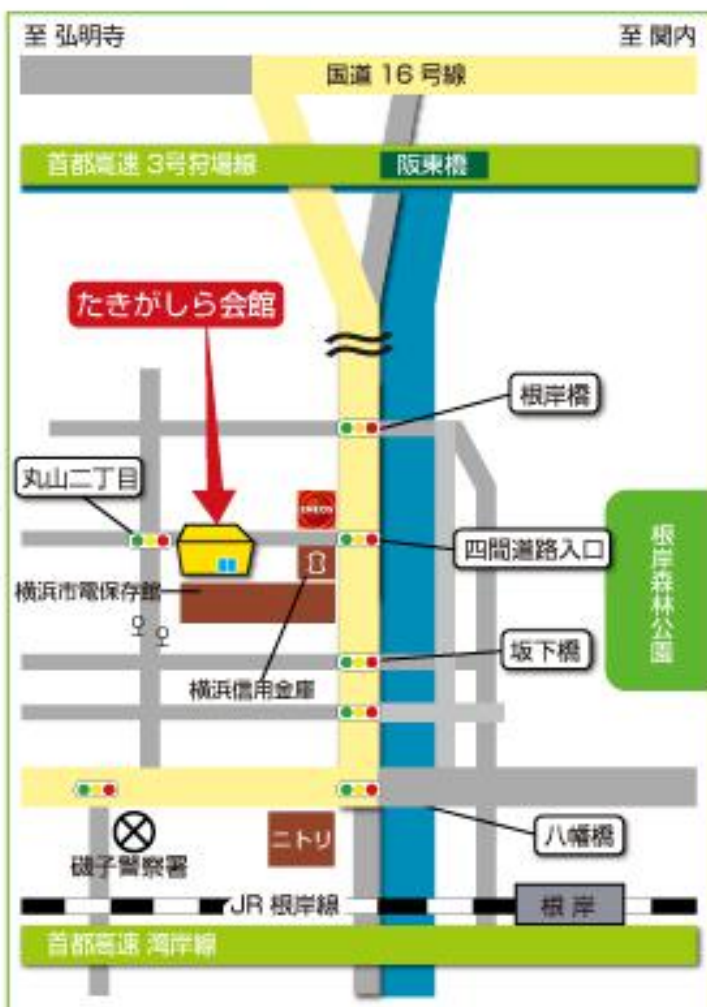 至 弘明寺
至 関内
国道 16 号線
首都高速 3号狩場線
阪東橋
たきがしら会館
根岸橋
丸山二丁目
ENEOS
四間道路入口
根岸森林公園
横浜市電保存館
坂下橋
横浜信用金庫
八幡橋
ニトリ
磯子警察署
JR 根岸線
根 岸
首都高速 湾岸線